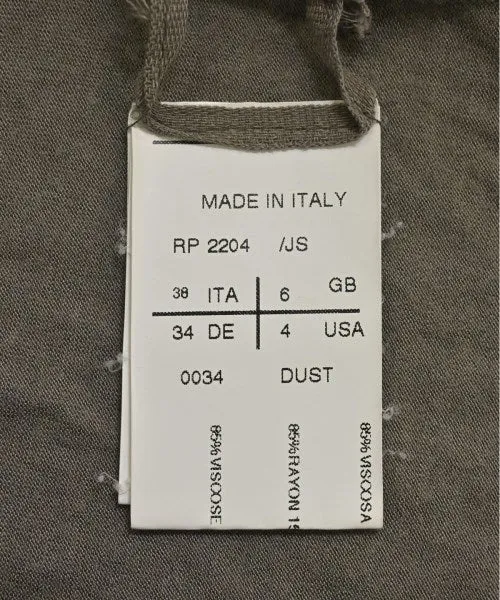 MADE IN ITALY
RP 2204 /JS
38 ITA 6 GB
34 DE 4 USA
0034 DUST
85% VISCOSE
85% RAYON
85% VISCOSA